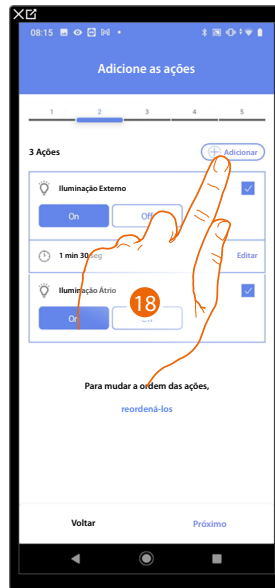 08:15
Adicione as ações
1 2 3 4 5
3 Ações
Adicionar
Iluminação Externo
On Off
1 min 30 seg Editar
Iluminação Átrio
On
18
Para mudar a ordem das ações,
reordená-los
Voltar Próximo